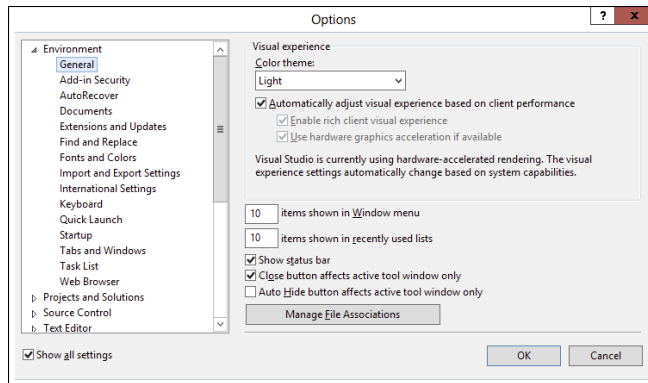 Options
? x
Environment
General
Add-in Security
AutoRecover
Documents
Extensions and Updates
Find and Replace
Fonts and Colors
Import and Export Settings
International Settings
Keyboard
Quick Launch
Startup
Tabs and Windows
Task List
Web Browser
Projects and Solutions
Source Control
Text Editor
Show all settings
Visual experience
Color theme:
Light
Automatically adjust visual experience based on client performance
Enable rich client visual experience
Use hardware graphics acceleration if available
Visual Studio is currently using hardware-accelerated rendering. The visual
experience settings automatically change based on system capabilities.
10 items shown in Window menu
10 items shown in recently used lists
Show status bar
Close button affects active tool window only
Auto Hide button affects active tool window only
Manage File Associations
OK Cancel